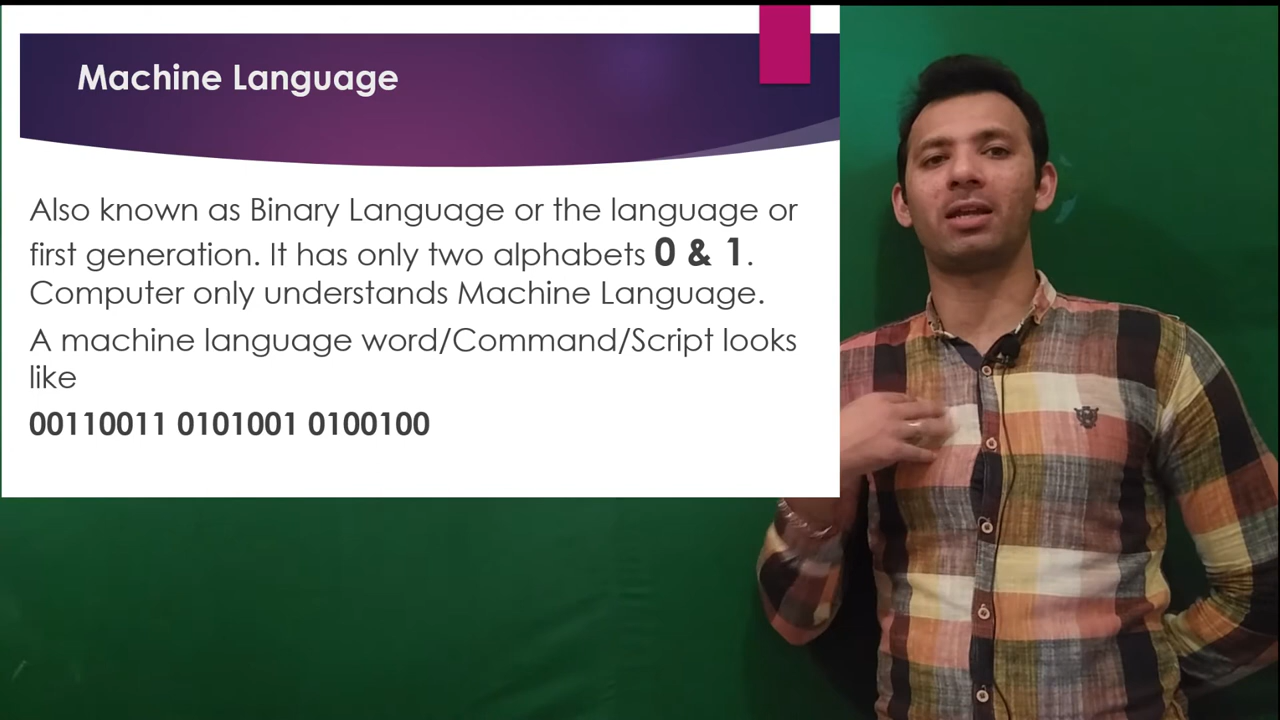 Machine Language
Also known as Binary Language or the language or
first generation. It has only two alphabets 0 & 1.
Computer only understands Machine Language.
A machine language word/Command/Script looks
like
00110011 0101001 0100100